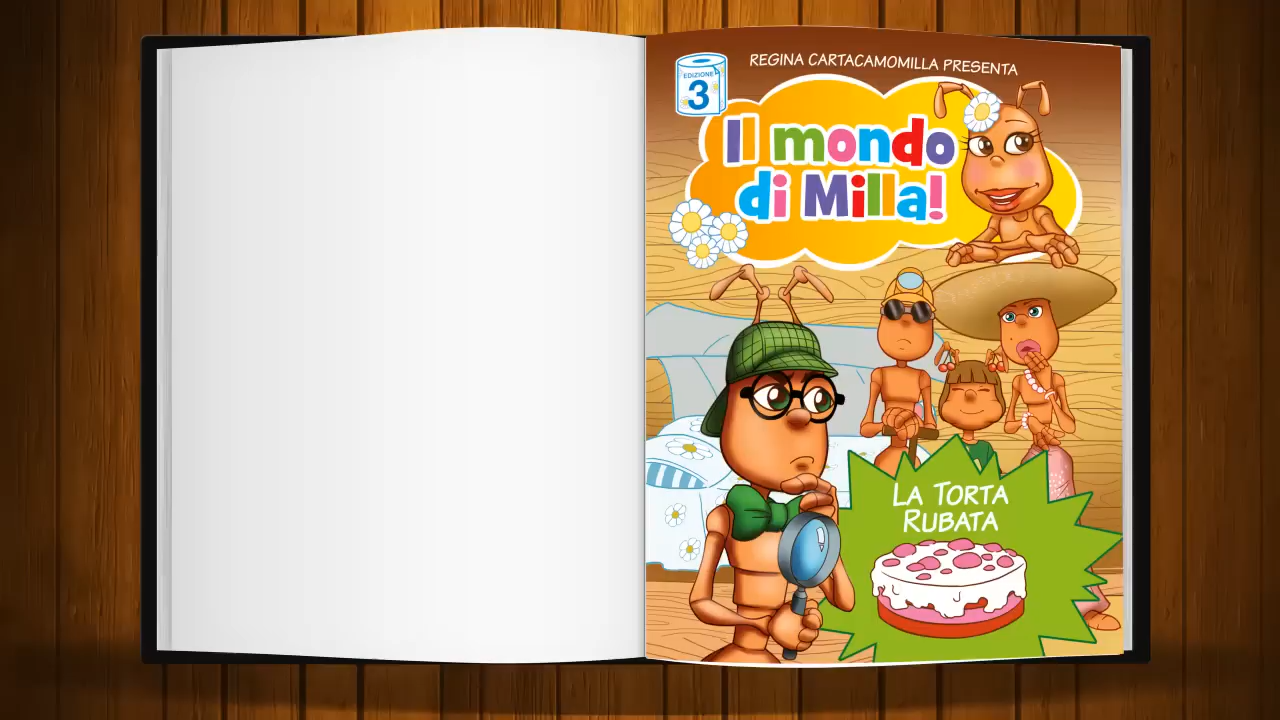 REGINA CARTACAMOMILLA PRESENTA
EDIZIONE
3
Il mondo
di Milla!
LA TORTA
RUBATA